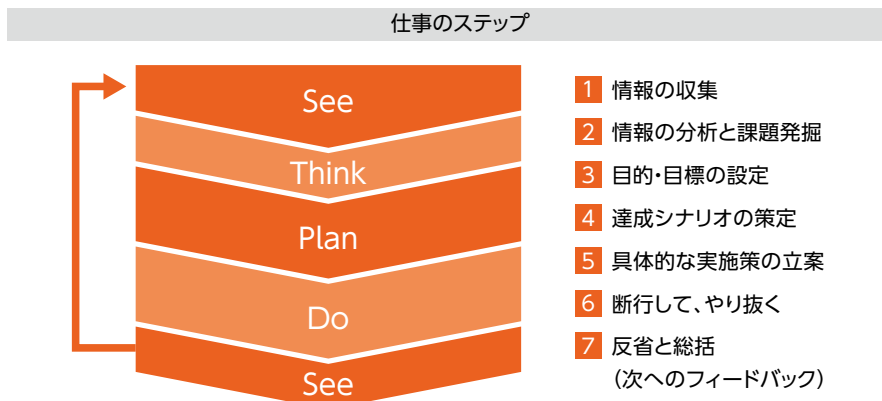 仕事のステップ
See
Think
Plan
Do
See
1 情報の収集
2 情報の分析と課題発掘
3 目的・目標の設定
4 達成シナリオの策定
5 具体的な実施策の立案
6 断行して、やり抜く
7 反省と総括
（次へのフィードバック）